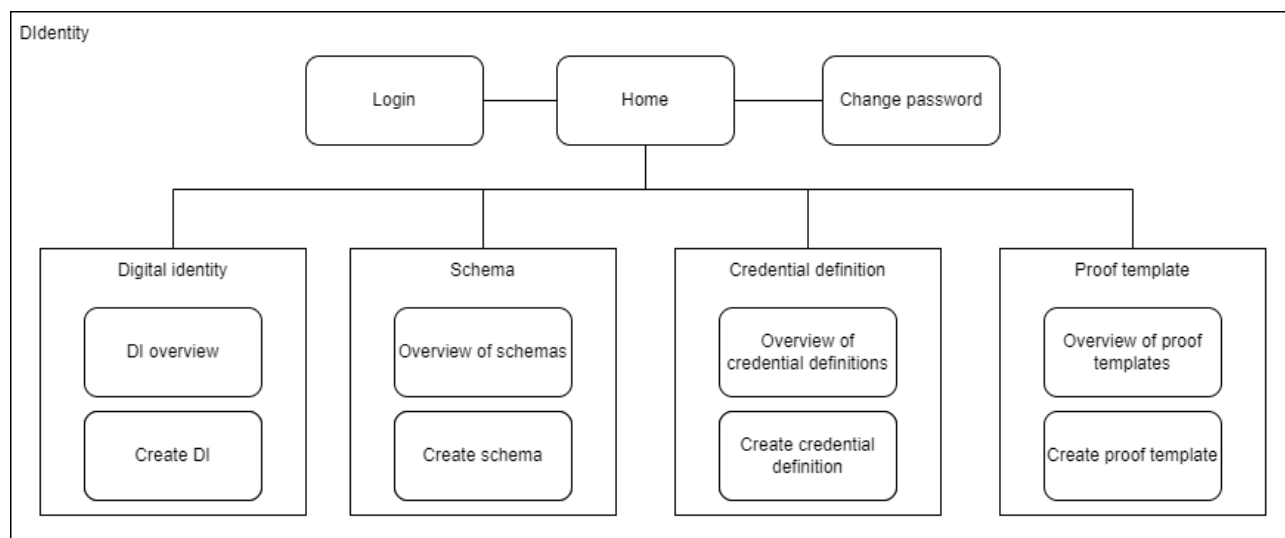 DIdentity
Login
Home
Change password
Digital identity
Schema
Credential definition
Proof template
DI overview
Overview of schemas
Overview of
credential definitions
Overview of proof
templates
Create DI
Create schema
Create credential
definition
Create proof template